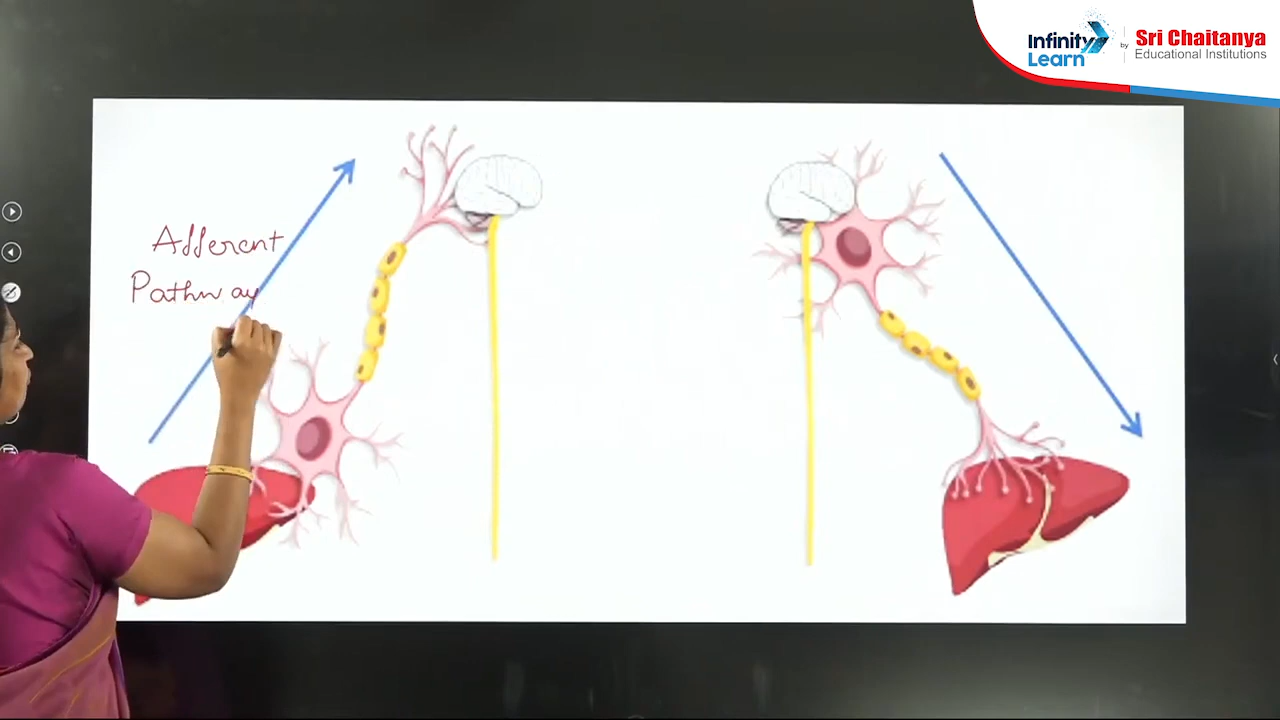 Infinity
Learn
by
Sri Chaitanya
Educational Institutions
Afferent
Pathway